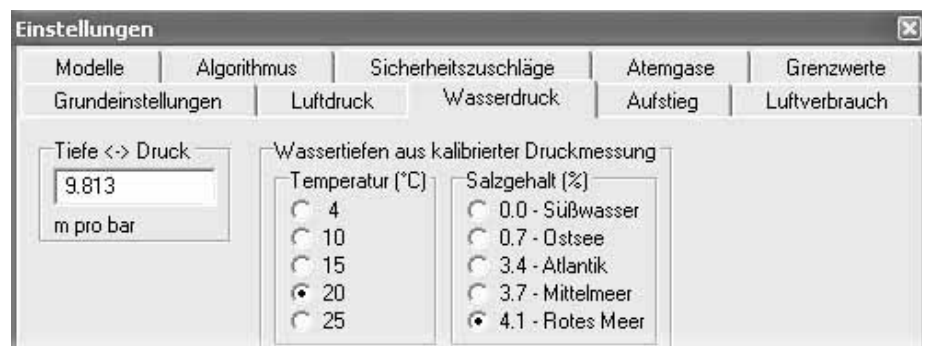 Einstellungen
Modelle Algorithmus Sicherheitszuschläge Atemgase Grenzwerte
Grundeinstellungen Luftdruck Wasserdruck Aufstieg Luftverbrauch
Tiefe <-> Druck
9.813
m pro bar
Wassertiefen aus kalibrierter Druckmessung
Temperatur (°C)
4
10
15
20
25
Salzgehalt (%)
0.0 - Süßwasser
0.7 - Ostsee
3.4 - Atlantik
3.7 - Mittelmeer
4.1 - Rotes Meer